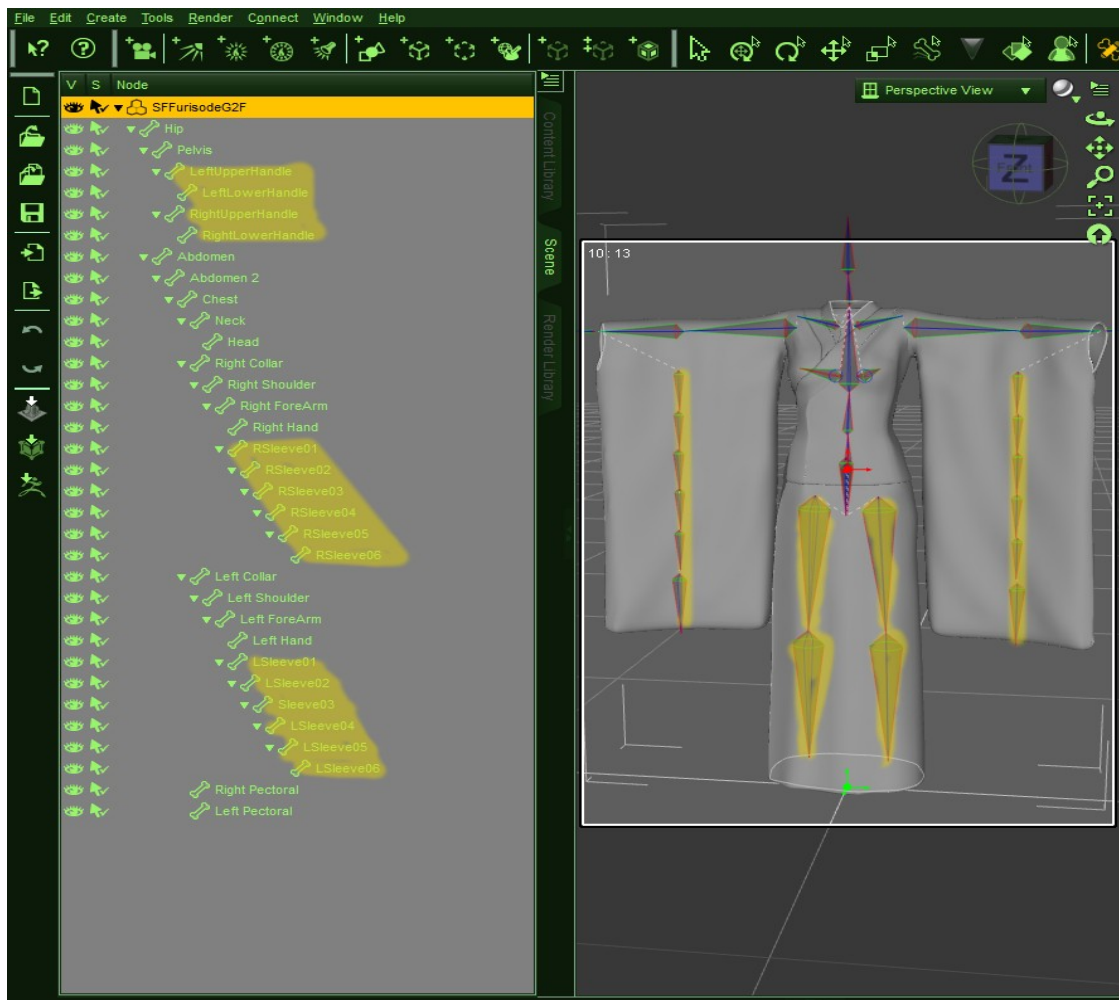 File Edit Create Tools Render Connect Window Help
V S Node
SFFurisodeG2F
Hip
Pelvis
LeftUpperHandle
LeftLowerHandle
RightUpperHandle
RightLowerHandle
Abdomen
Abdomen 2
Chest
Neck
Head
Right Collar
Right Shoulder
Right ForeArm
Right Hand
RSleeve01
RSleeve02
RSleeve03
RSleeve04
RSleeve05
RSleeve06
Left Collar
Left Shoulder
Left ForeArm
Left Hand
LSleeve01
LSleeve02
Sleeve03
LSleeve04
LSleeve05
LSleeve06
Right Pectoral
Left Pectoral
Content Library
Scene
Render Library
Perspective View
Front
Z
10 : 13